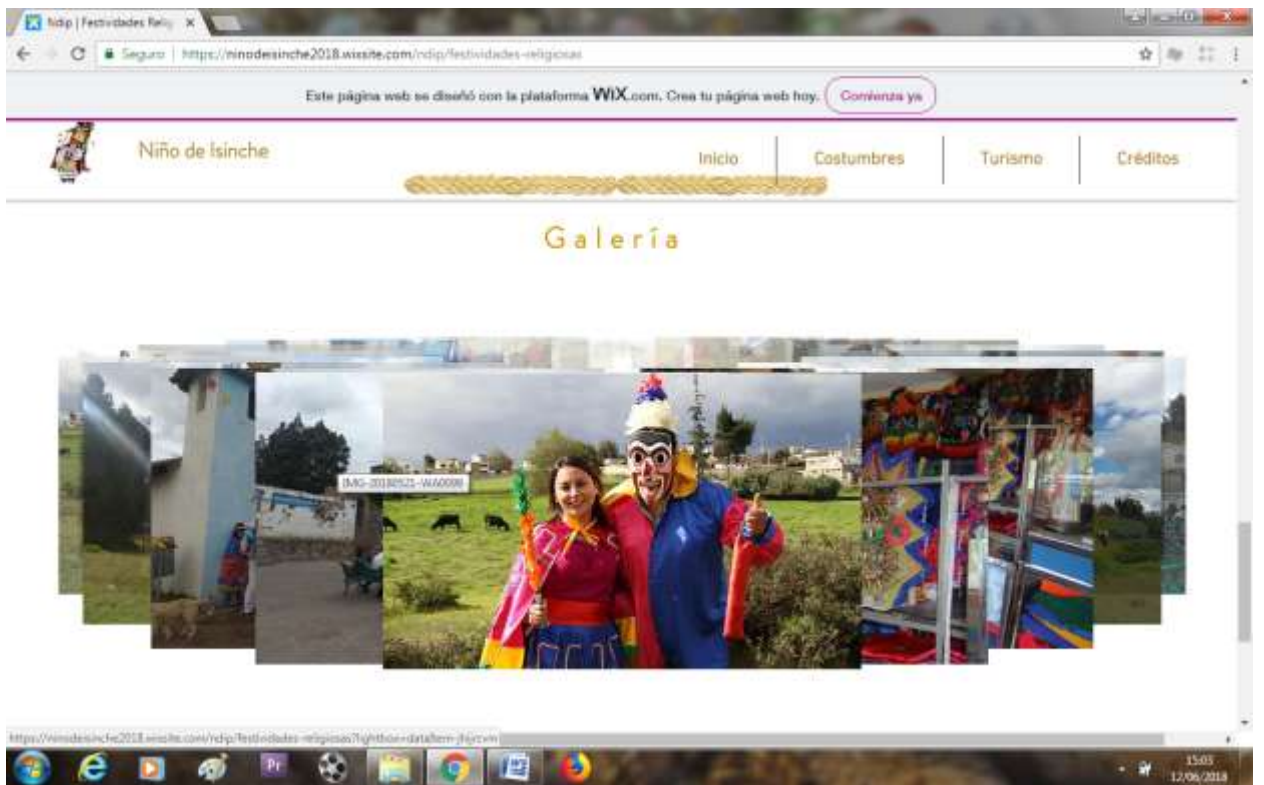 Ndip | Festividades Relig
Seguro | https://ninodeisinche2018.wixsite.com/ndip/festividades-religiosas
Este página web se diseñó con la plataforma WiX.com. Crea tu página web hoy. Comienza ya
Niño de Isinche
Inicio Costumbres Turismo Créditos
Galería
IMG-20180521-WA0098
Pr
15:03
12/06/2018